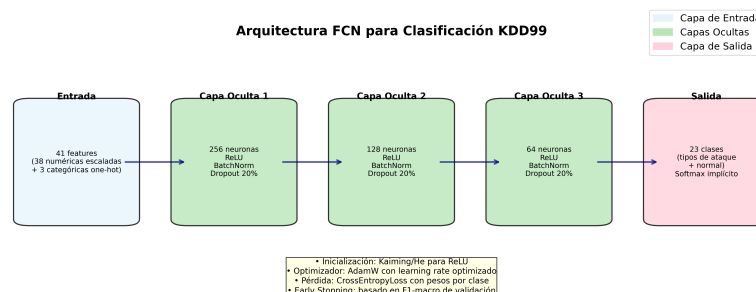 Arquitectura FCN para Clasificación KDD99
Capa de Entrada
Capas Ocultas
Capa de Salida
Entrada
41 features
(38 numéricas escaladas
+ 3 categóricas one-hot)
Capa Oculta 1
256 neuronas
ReLU
BatchNorm
Dropout 20%
Capa Oculta 2
128 neuronas
ReLU
BatchNorm
Dropout 20%
Capa Oculta 3
64 neuronas
ReLU
BatchNorm
Dropout 20%
Salida
23 clases
(tipos de ataque
+ normal)
Softmax implícito
• Inicialización: Kaiming/He para ReLU
• Optimizador: AdamW con learning rate optimizado
• Pérdida: CrossEntropyLoss con pesos por clase
• Early Stopping: basado en F1-macro de validación